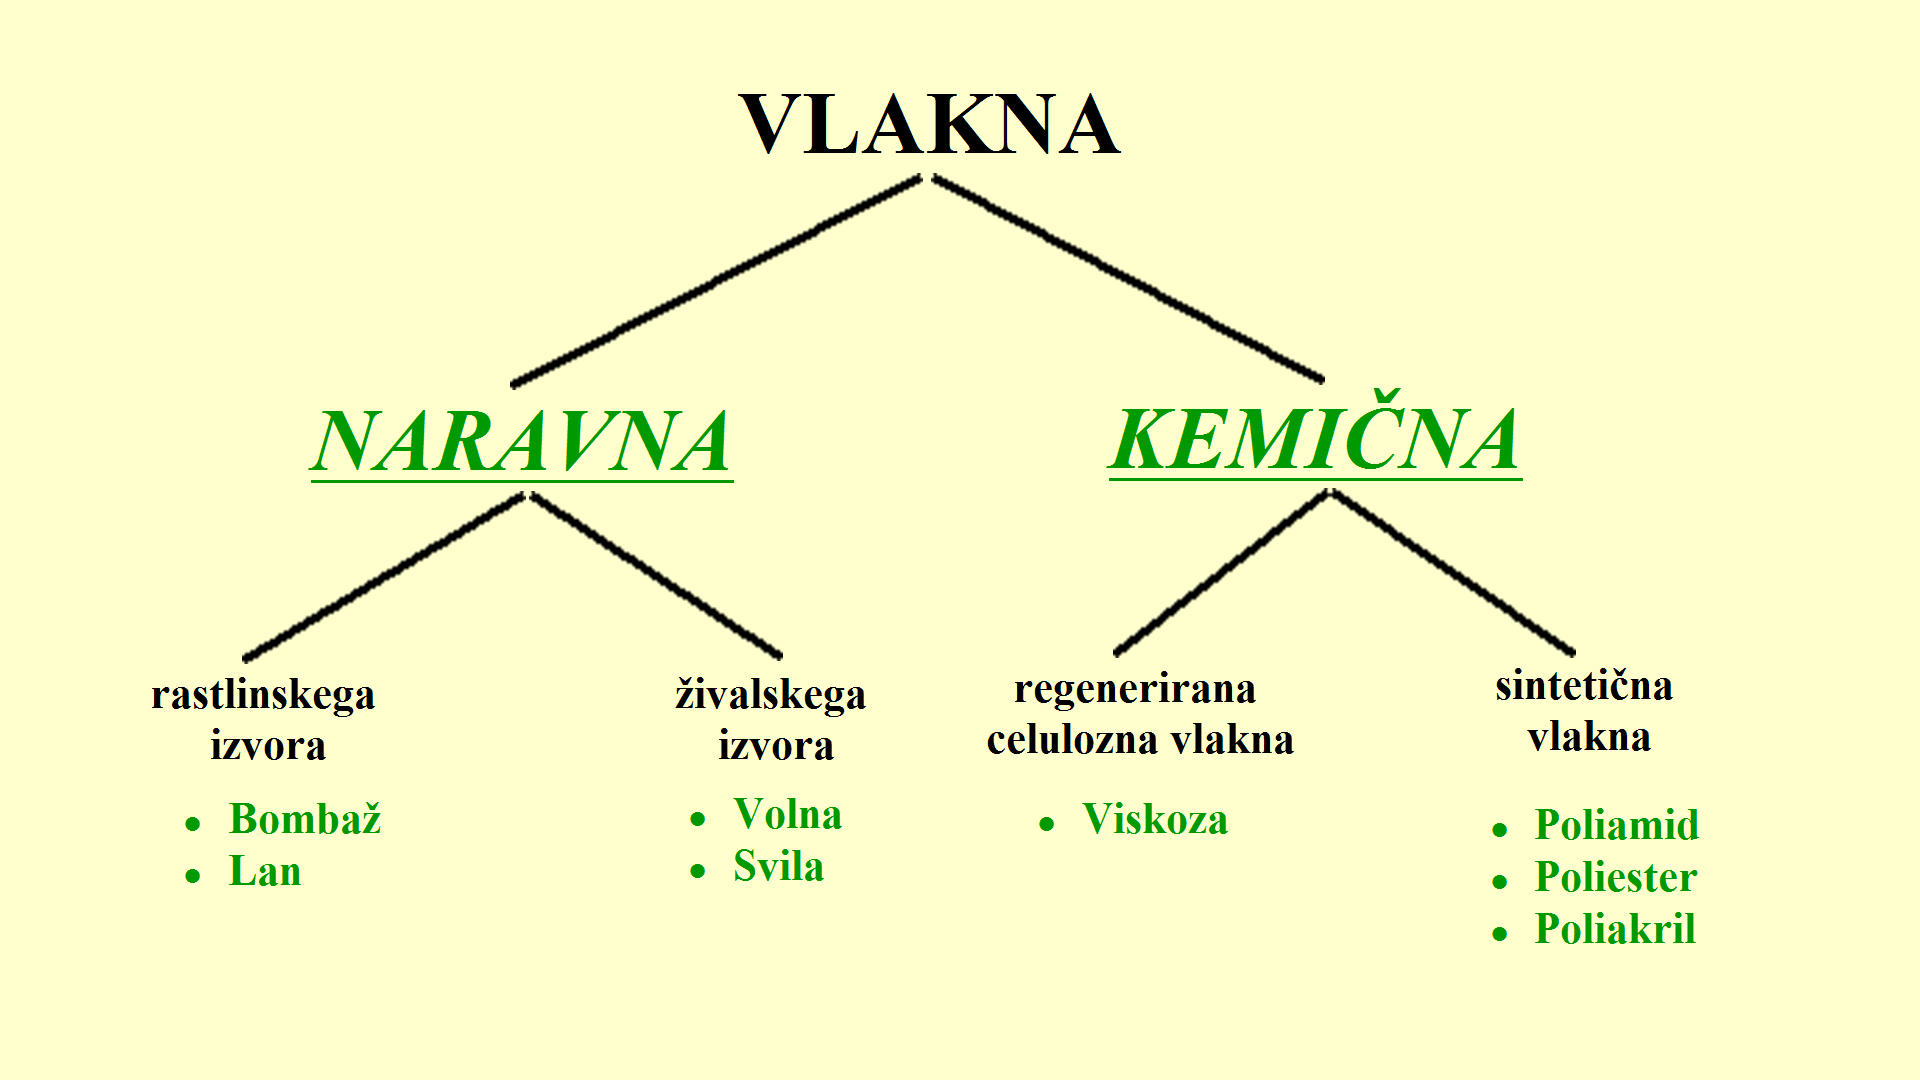 VLAKNA
NARAVNA
KEMIČNA
rastlinskega
izvora
• Bombaž
• Lan
živalskega
izvora
• Volna
• Svila
regenerirana
celulozna vlakna
• Viskoza
sintetična
vlakna
• Poliamid
• Poliester
• Poliakril